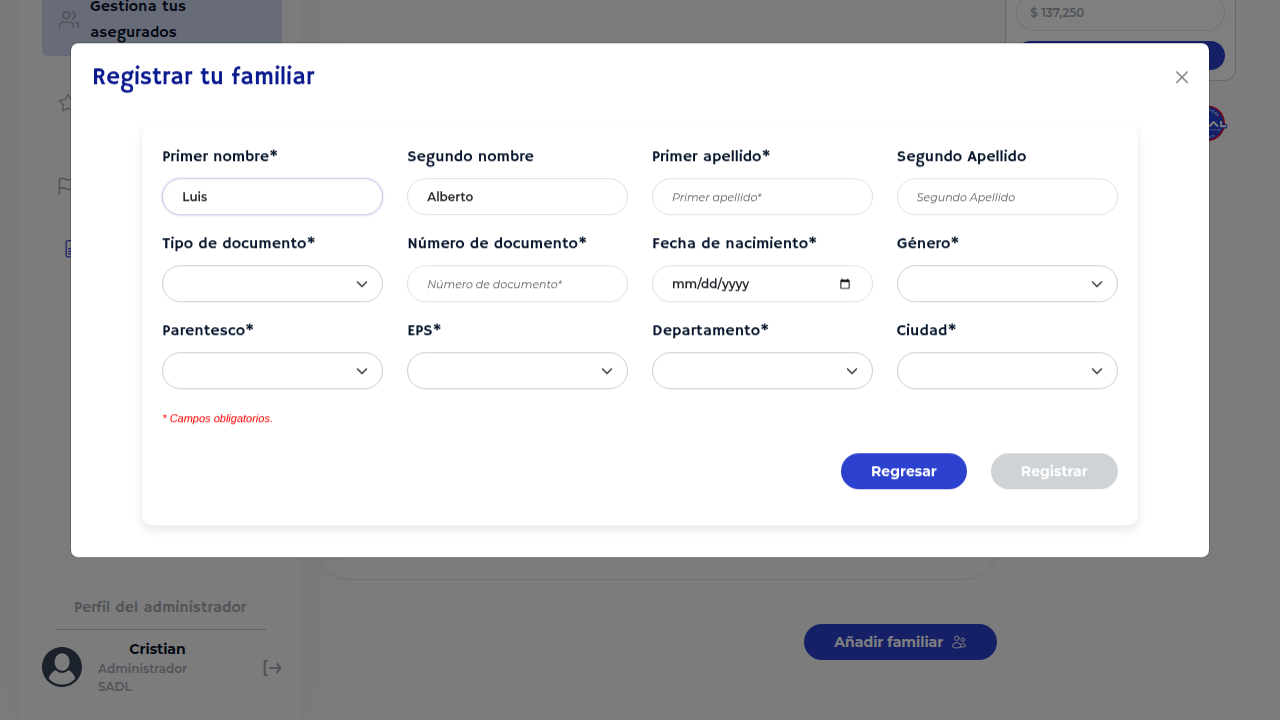 Gestiona tus
asegurados
$ 137,250
Registrar tu familiar
Primer nombre*
Segundo nombre
Primer apellido*
Segundo Apellido
Luis
Alberto
Primer apellido*
Segundo Apellido
Tipo de documento*
Número de documento*
Fecha de nacimiento*
Género*
Número de documento*
mm/dd/yyyy
Parentesco*
EPS*
Departamento*
Ciudad*
* Campos obligatorios.
Regresar
Registrar
Perfil del administrador
Cristian
Administrador
SADL
Añadir familiar